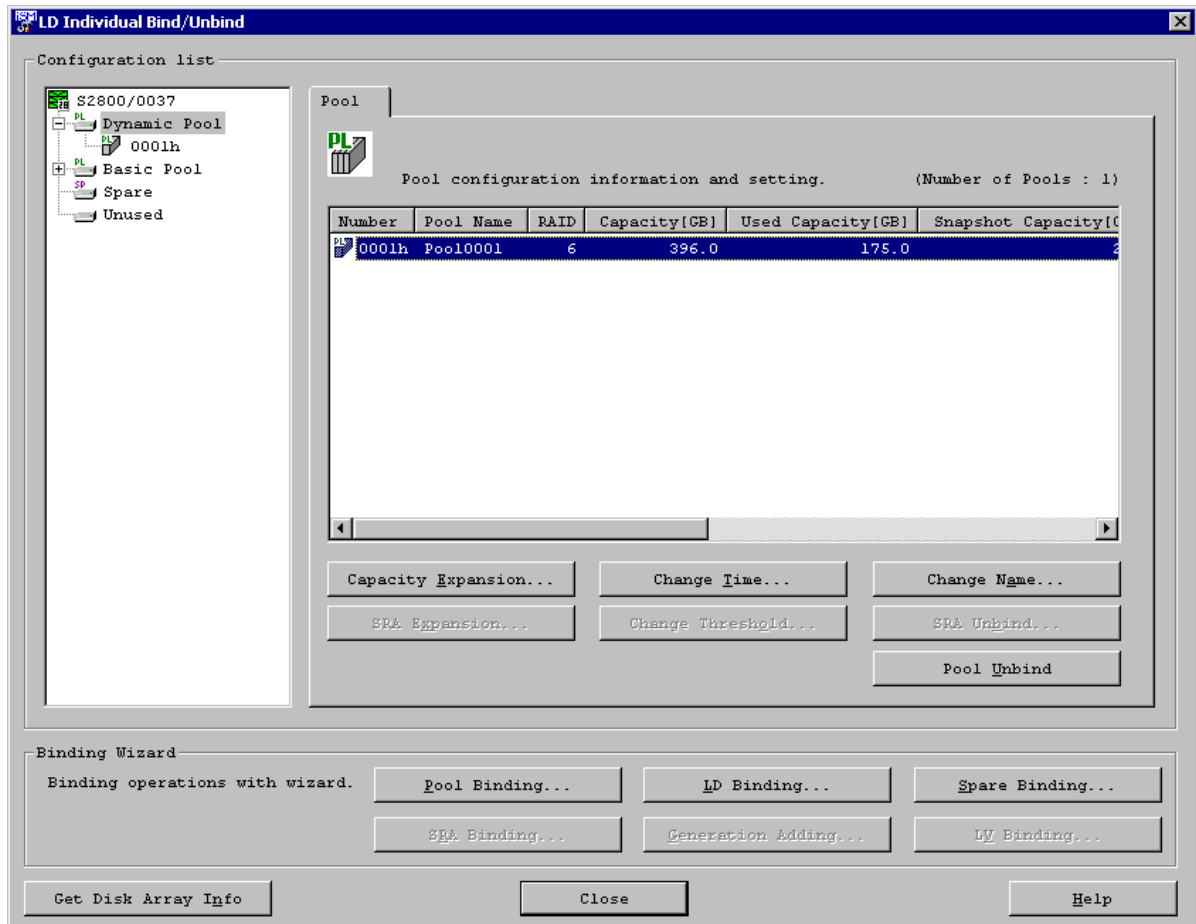 LD Individual Bind/Unbind
Configuration list
S2800/0037
Dynamic Pool
0001h
Basic Pool
Spare
Unused
Pool
Pool configuration information and setting. (Number of Pools : 1)
Number Pool Name RAID Capacity[GB] Used Capacity[GB] Snapshot Capacity[G
0001h Pool0001 6 396.0 175.0
Capacity Expansion... Change Time... Change Name...
SRA Expansion... Change Threshold... SRA Unbind...
Pool Unbind
Binding Wizard
Binding operations with wizard. Pool Binding... LD Binding... Spare Binding...
SRA Binding... Generation Adding... LV Binding...
Get Disk Array Info Close Help